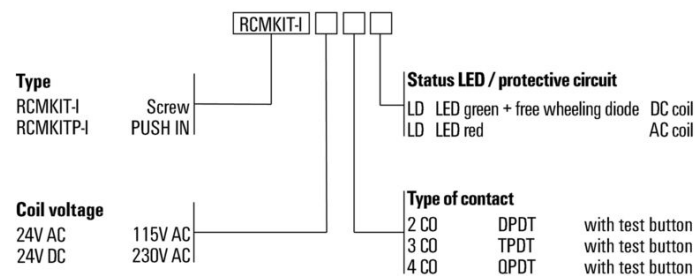 RCMKIT-I
Type
RCMKIT-I Screw
RCMKITP-I PUSH IN
Status LED / protective circuit
LD LED green + free wheeling diode DC coil
LD LED red AC coil
Coil voltage
24V AC 115V AC
24V DC 230V AC
Type of contact
2 CO DPDT with test button
3 CO TPDT with test button
4 CO QPDT with test button